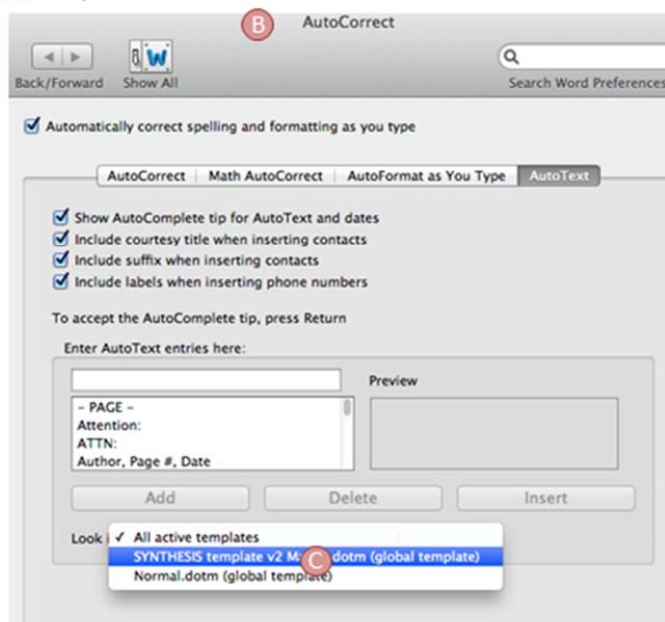 B AutoCorrect
Back/Forward Show All Search Word Preferences
Automatically correct spelling and formatting as you type
AutoCorrect Math AutoCorrect AutoFormat as You Type AutoText
Show AutoComplete tip for AutoText and dates
Include courtesy title when inserting contacts
Include suffix when inserting contacts
Include labels when inserting phone numbers
To accept the AutoComplete tip, press Return
Enter AutoText entries here:
Preview
- PAGE -
Attention:
ATTN:
Author, Page #, Date
Add Delete Insert
Look ✓ All active templates
SYNTHESIS template v2 C dotm (global template)
Normal.dotm (global template)